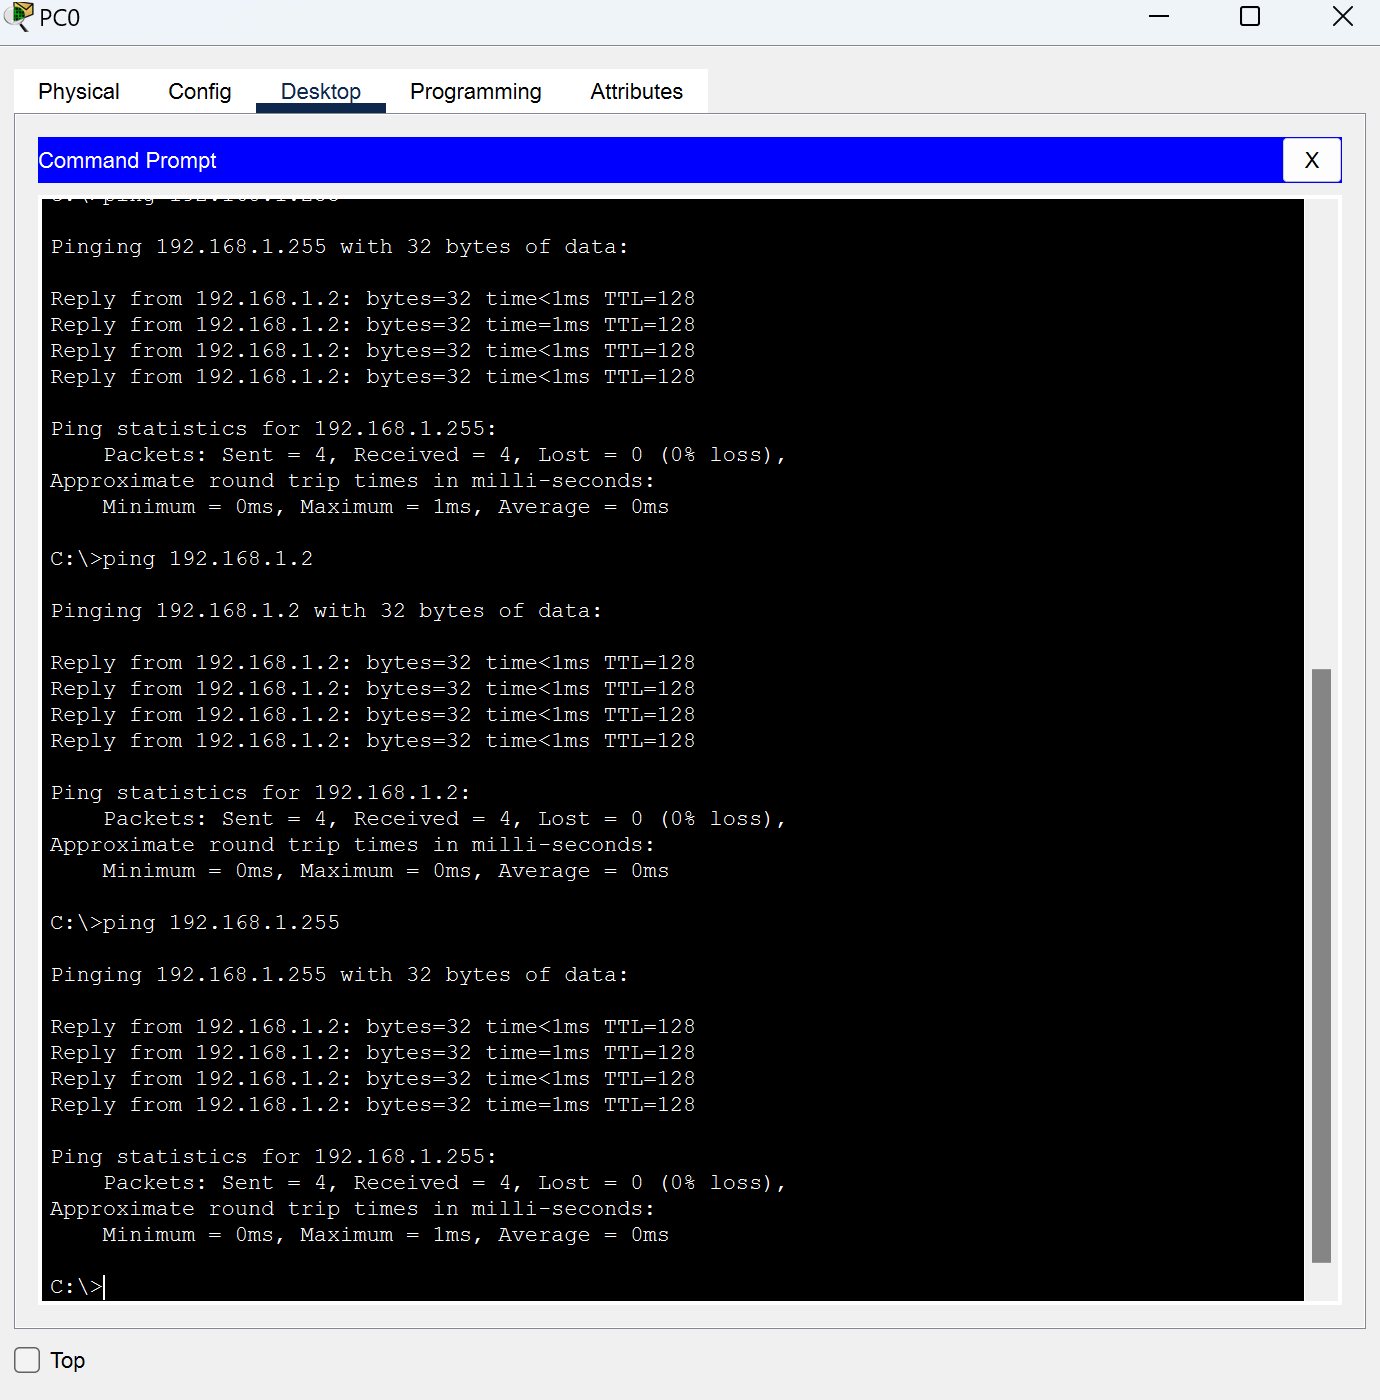 PC0
Physical Config Desktop Programming Attributes
Command Prompt X
Pinging 192.168.1.255 with 32 bytes of data:
Reply from 192.168.1.2: bytes=32 time<1ms TTL=128
Reply from 192.168.1.2: bytes=32 time=1ms TTL=128
Reply from 192.168.1.2: bytes=32 time<1ms TTL=128
Reply from 192.168.1.2: bytes=32 time<1ms TTL=128
Ping statistics for 192.168.1.255:
Packets: Sent = 4, Received = 4, Lost = 0 (0% loss),
Approximate round trip times in milli-seconds:
Minimum = 0ms, Maximum = 1ms, Average = 0ms
C:\>ping 192.168.1.2
Pinging 192.168.1.2 with 32 bytes of data:
Reply from 192.168.1.2: bytes=32 time<1ms TTL=128
Reply from 192.168.1.2: bytes=32 time<1ms TTL=128
Reply from 192.168.1.2: bytes=32 time<1ms TTL=128
Reply from 192.168.1.2: bytes=32 time<1ms TTL=128
Ping statistics for 192.168.1.2:
Packets: Sent = 4, Received = 4, Lost = 0 (0% loss),
Approximate round trip times in milli-seconds:
Minimum = 0ms, Maximum = 0ms, Average = 0ms
C:\>ping 192.168.1.255
Pinging 192.168.1.255 with 32 bytes of data:
Reply from 192.168.1.2: bytes=32 time<1ms TTL=128
Reply from 192.168.1.2: bytes=32 time=1ms TTL=128
Reply from 192.168.1.2: bytes=32 time<1ms TTL=128
Reply from 192.168.1.2: bytes=32 time=1ms TTL=128
Ping statistics for 192.168.1.255:
Packets: Sent = 4, Received = 4, Lost = 0 (0% loss),
Approximate round trip times in milli-seconds:
Minimum = 0ms, Maximum = 1ms, Average = 0ms
C:\>
Top